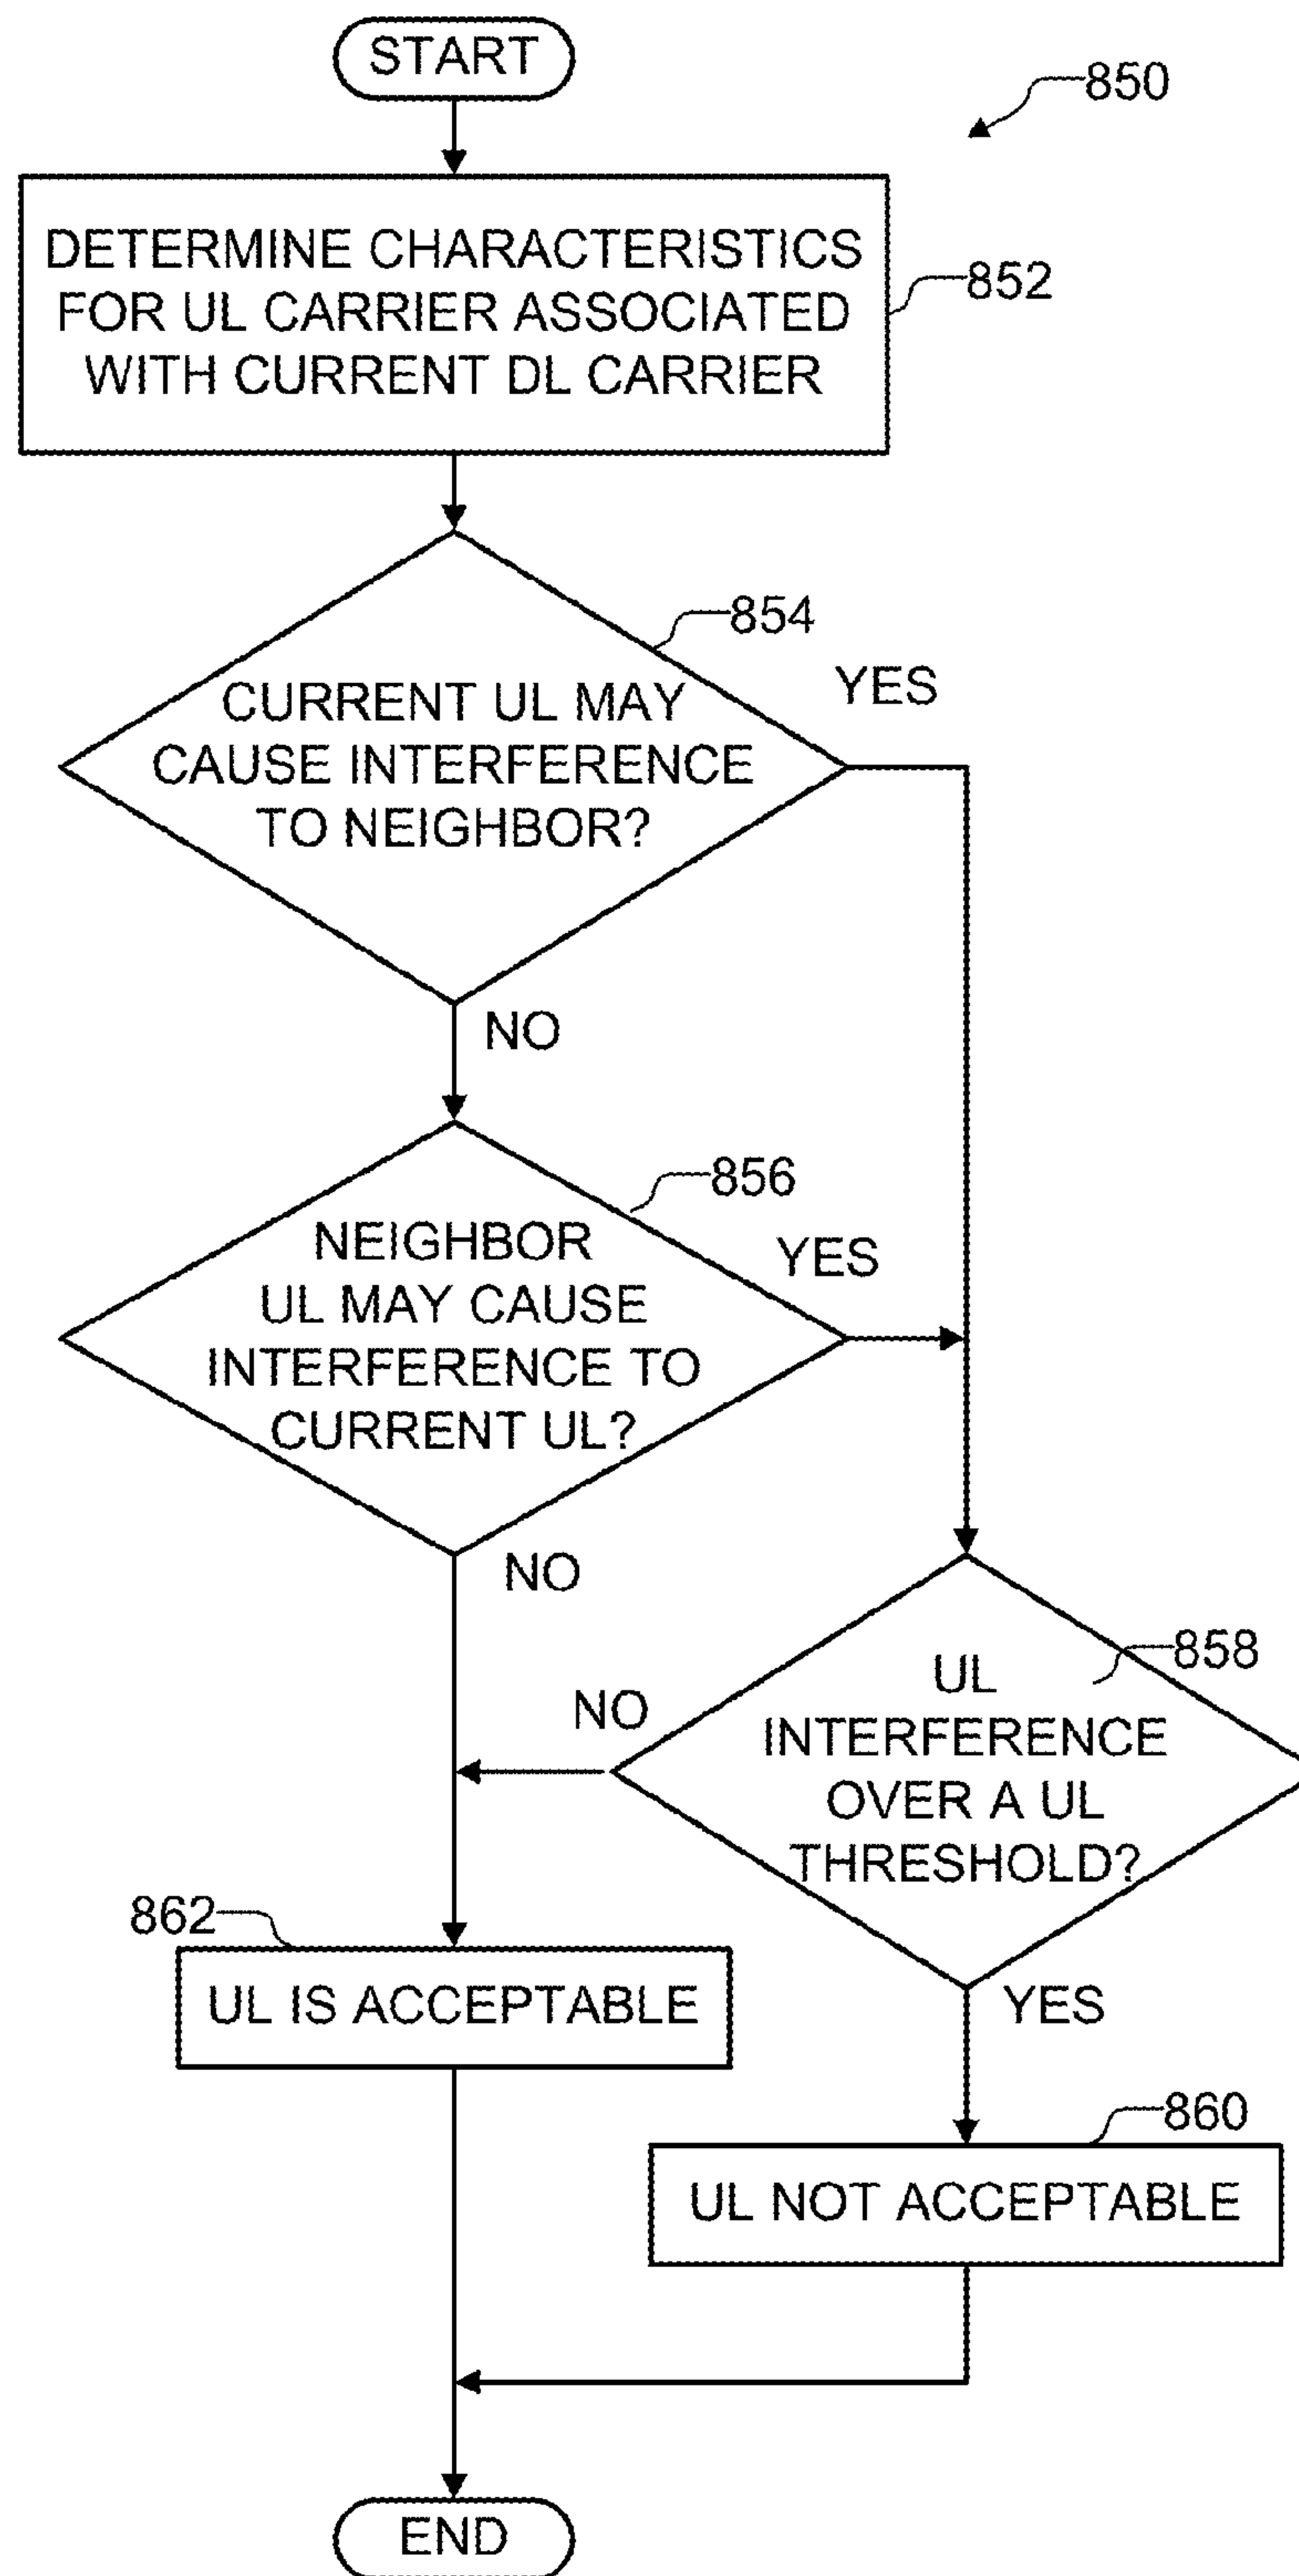 START
850
DETERMINE CHARACTERISTICS
FOR UL CARRIER ASSOCIATED
WITH CURRENT DL CARRIER
852
854
YES
CURRENT UL MAY
CAUSE INTERFERENCE
TO NEIGHBOR?
NO
856
YES
NEIGHBOR
UL MAY CAUSE
INTERFERENCE TO
CURRENT UL?
NO
858
NO
UL
INTERFERENCE
OVER A UL
THRESHOLD?
862
UL IS ACCEPTABLE
YES
860
UL NOT ACCEPTABLE
END